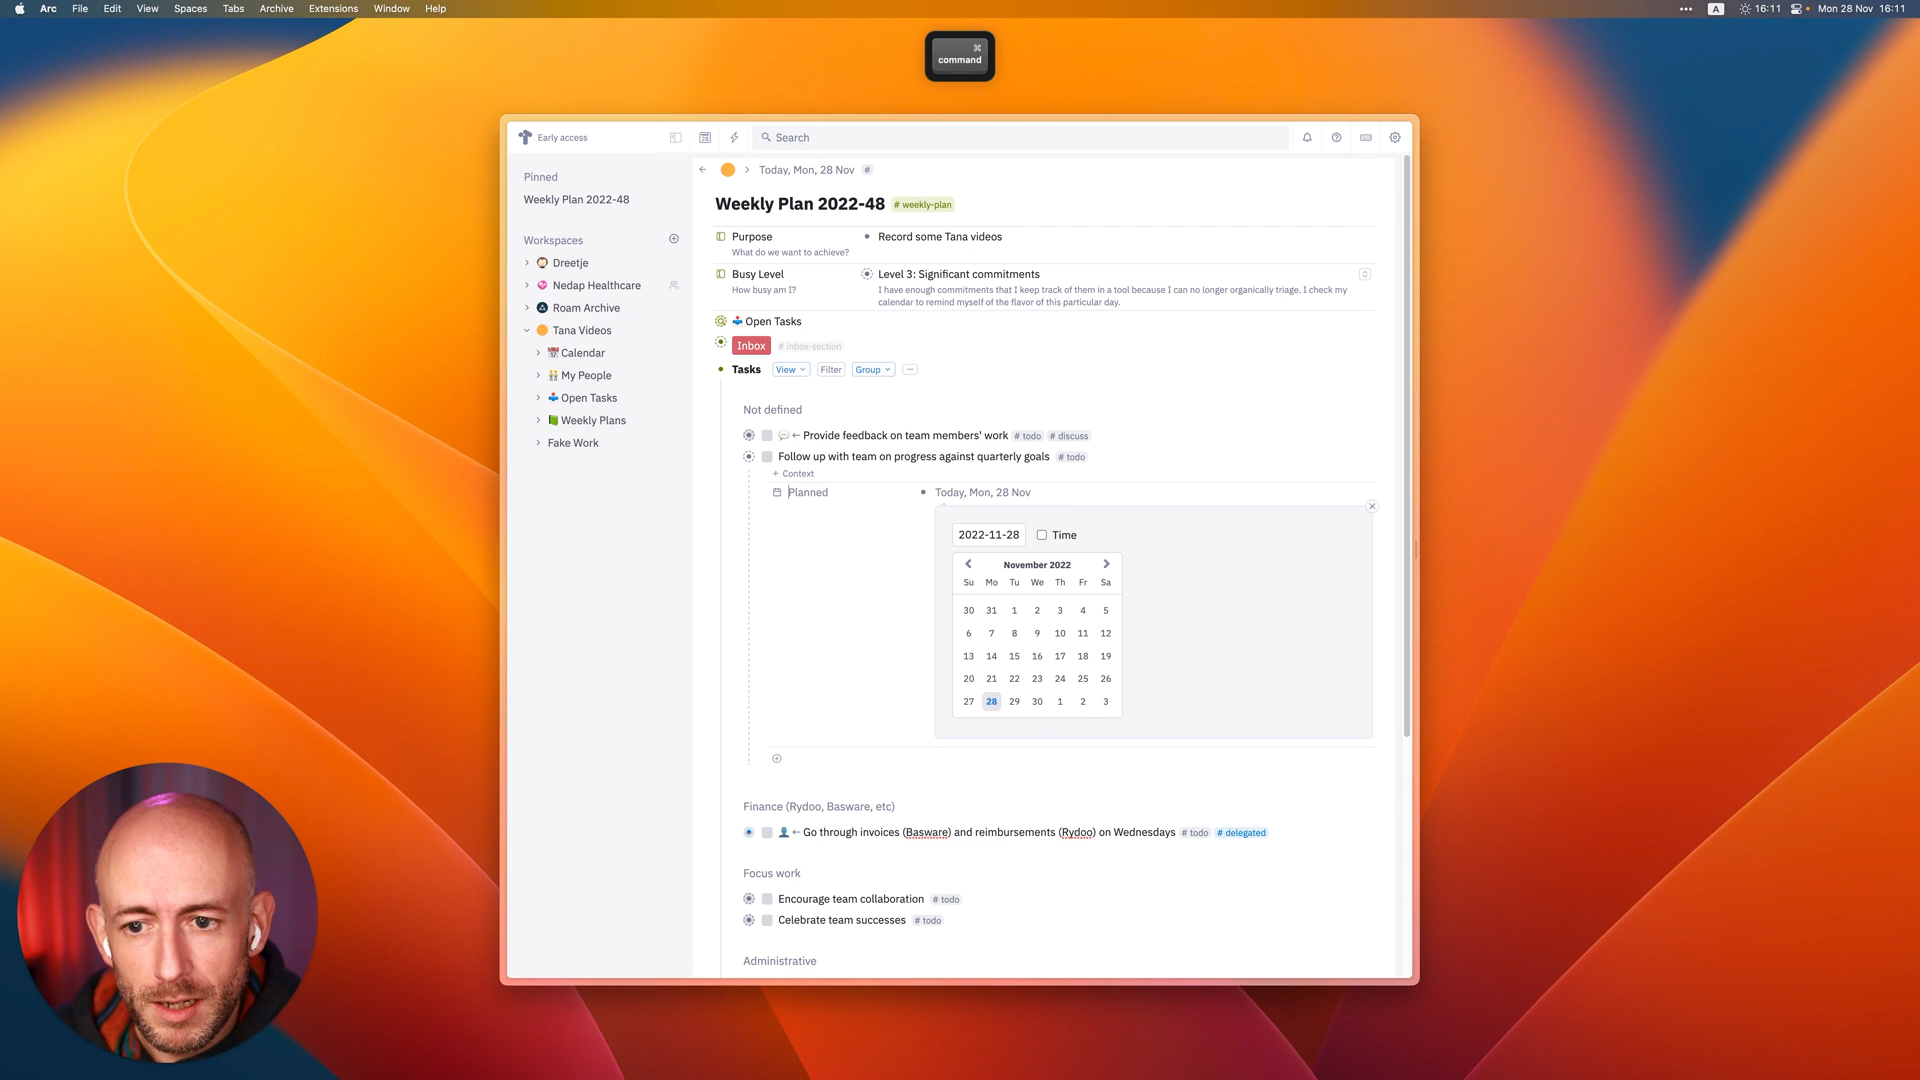 Arc File Edit View Spaces Tabs Archive Extensions Window Help
A 16:11 Mon 28 Nov 16:11
⌘
command
Early access
28
Search
Pinned
Weekly Plan 2022-48
Workspaces
Dreetje
Nedap Healthcare
Roam Archive
Tana Videos
Calendar
My People
Open Tasks
Weekly Plans
Fake Work
Today, Mon, 28 Nov #
Weekly Plan 2022-48 # weekly-plan
Purpose
What do we want to achieve?
Record some Tana videos
Busy Level
How busy am I?
Level 3: Significant commitments
I have enough commitments that I keep track of them in a tool because I can no longer organically triage. I check my
calendar to remind myself of the flavor of this particular day.
Open Tasks
Inbox # inbox-section
Tasks View Filter Group ...
Not defined
← Provide feedback on team members' work # todo # discuss
Follow up with team on progress against quarterly goals # todo
+ Context
Planned Today, Mon, 28 Nov
2022-11-28 Time
November 2022
Su Mo Tu We Th Fr Sa
30 31 1 2 3 4 5
6 7 8 9 10 11 12
13 14 15 16 17 18 19
20 21 22 23 24 25 26
27 28 29 30 1 2 3
Finance (Rydoo, Basware, etc)
← Go through invoices (Basware) and reimbursements (Rydoo) on Wednesdays # todo # delegated
Focus work
Encourage team collaboration # todo
Celebrate team successes # todo
Administrative